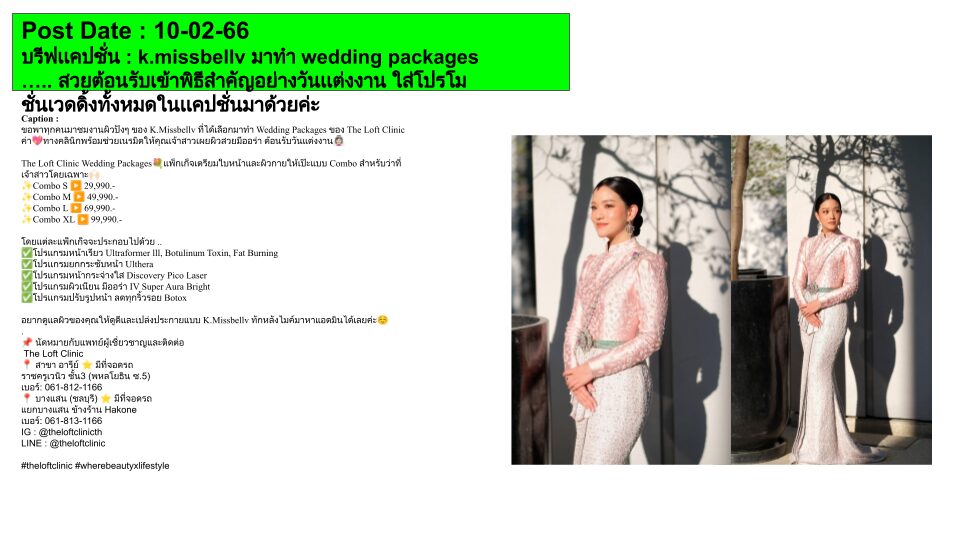 Post Date : 10-02-66
บรีฟแคปชั่น : k.missbellv มาทำ wedding packages
….. สวยต้อนรับเข้าพิธีสำคัญอย่างวันแต่งงาน ใส่โปรโม
ชั่นเวดดิ้งทั้งหมดในแคปชั่นมาด้วยค่ะ
Caption :
ขอพาทุกคนมาชมงานผิวปังๆ ของ K.Missbellv ที่ได้เลือกมาทำ Wedding Packages ของ The Loft Clinic
ค่า💖ทางคลินิกพร้อมช่วยเนรมิตให้คุณเจ้าสาวเผยผิวสวยมีออร่า ต้อนรับวันแต่งงาน👰🏻
The Loft Clinic Wedding Packages💐แพ็กเก็จเตรียมใบหน้าและผิวกายให้เป๊ะแบบ Combo สำหรับว่าที่
เจ้าสาวโดยเฉพาะ🙌🏻
✨Combo S ▶️ 29,990.-
✨Combo M ▶️ 49,990.-
✨Combo L ▶️ 69,990.-
✨Combo XL ▶️ 99,990.-
โดยแต่ละแพ็กเก็จจะประกอบไปด้วย ..
✅โปรแกรมหน้าเรียว Ultraformer lll, Botulinum Toxin, Fat Burning
✅โปรแกรมยกกระชับหน้า Ulthera
✅โปรแกรมหน้ากระจ่างใส Discovery Pico Laser
✅โปรแกรมผิวเนียน มีออร่า IV Super Aura Bright
✅โปรแกรมปรับรูปหน้า ลดทุกริ้วรอย Botox
อยากดูแลผิวของคุณให้ดูดีและเปล่งประกายแบบ K.Missbellv ทักหลังไมค์มาหาแอดมินได้เลยค่ะ☺️
.
📌 นัดหมายกับแพทย์ผู้เชี่ยวชาญและติดต่อ
The Loft Clinic
📍 สาขา อารีย์ ⭐ มีที่จอดรถ
ราชครูเวนิว ชั้น3 (พหลโยธิน ซ.5)
เบอร์: 061-812-1166
📍 บางแสน (ชลบุรี) ⭐ มีที่จอดรถ
แยกบางแสน ข้างร้าน Hakone
เบอร์: 061-813-1166
IG : @theloftclinicth
LINE : @theloftclinic
#theloftclinic #wherebeautyxlifestyle